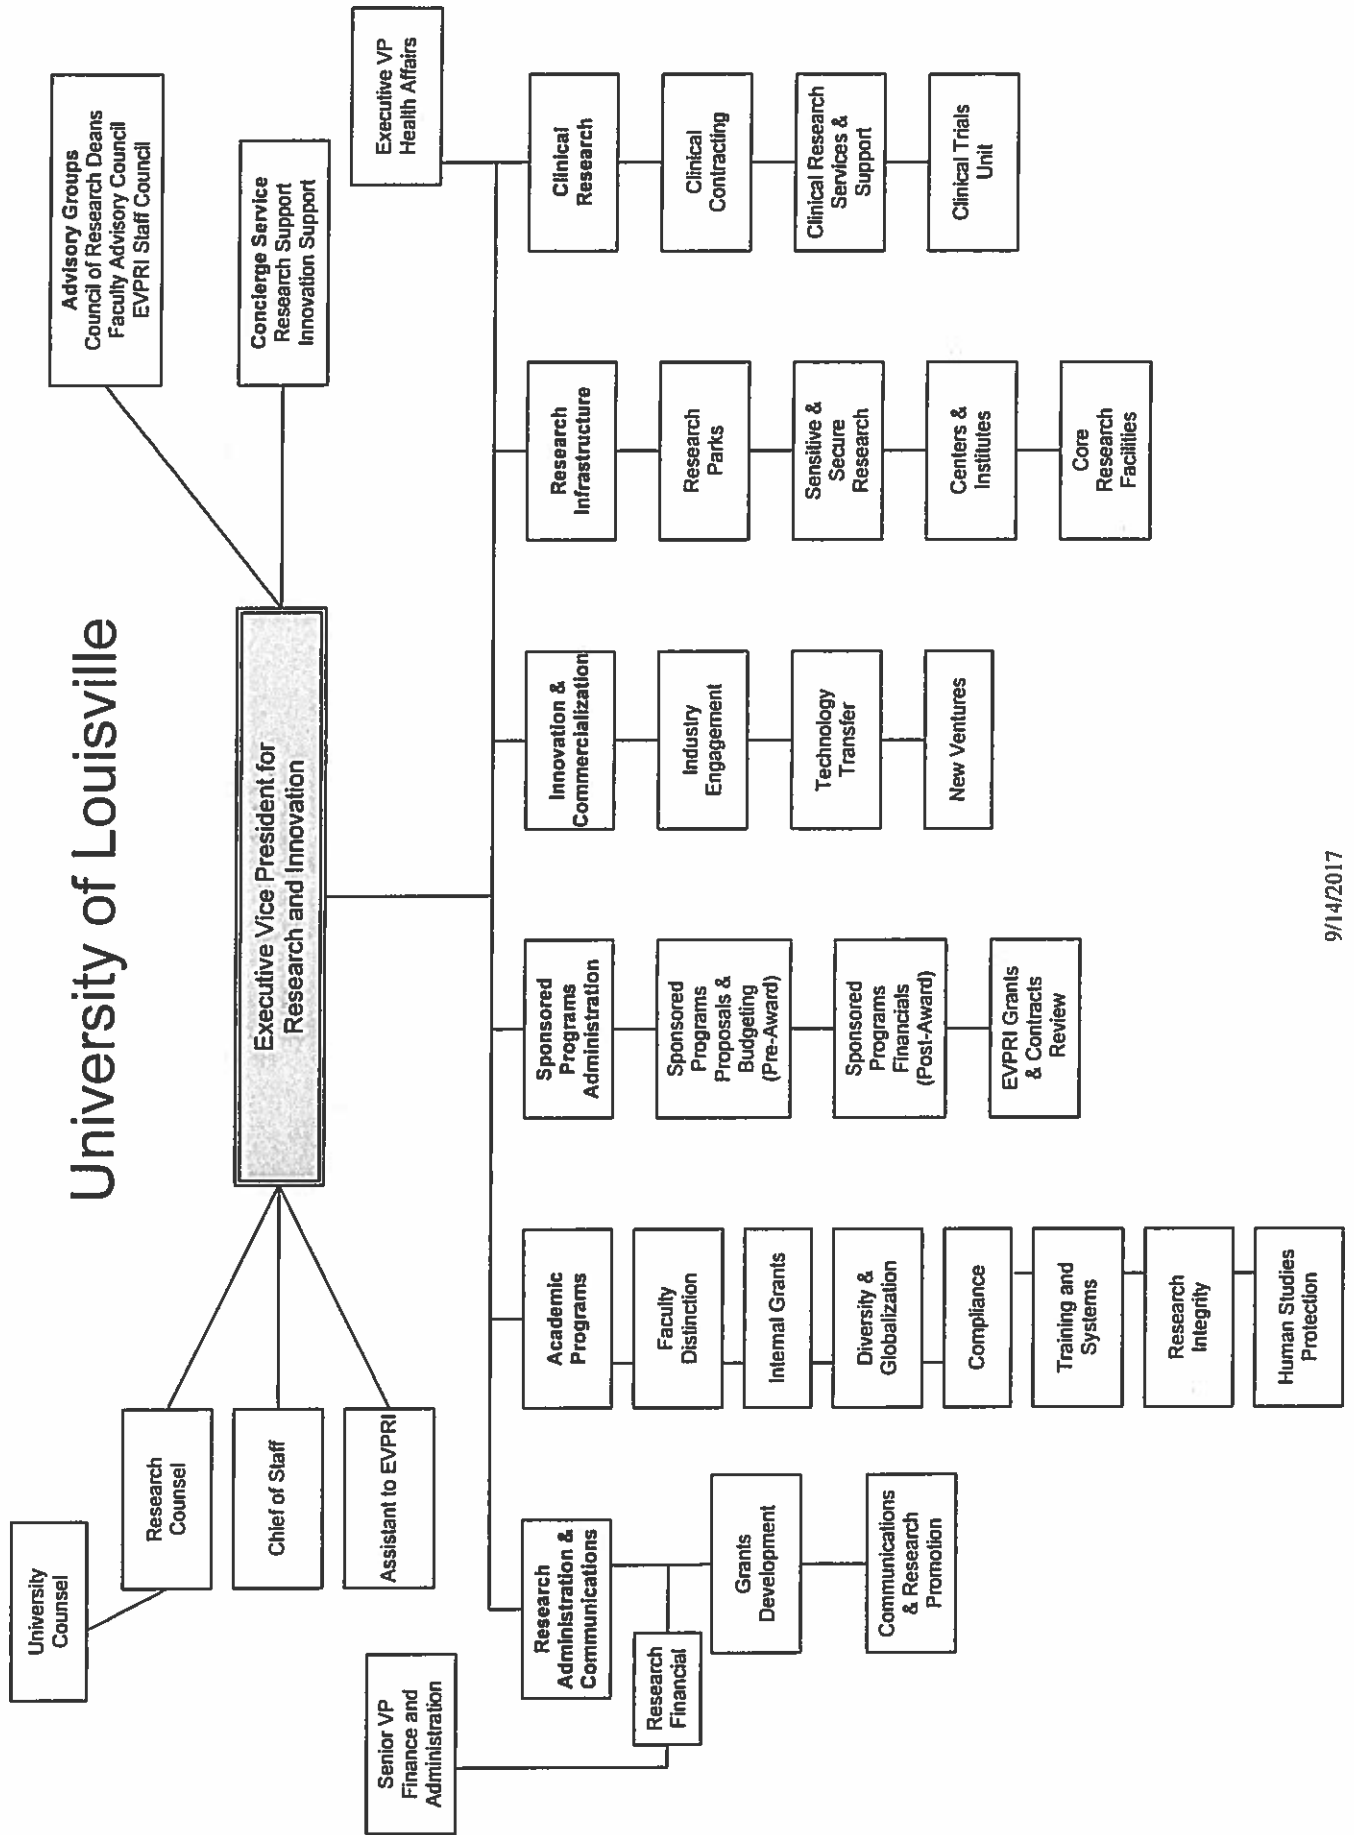 University of Louisville
University
Counsel
Research
Counsel
Chief of Staff
Assistant to EVPRI
Executive Vice President for
Research and Innovation
Advisory Groups
Council of Research Deans
Faculty Advisory Council
EVPRI Staff Council
Concierge Service
Research Support
Innovation Support
Senior VP
Finance and
Administration
Executive VP
Health Affairs
Research
Administration &
Communications
Research
Financial
Grants
Development
Communications
& Research
Promotion
Academic
Programs
Faculty
Distinction
Internal Grants
Diversity &
Globalization
Compliance
Training and
Systems
Research
Integrity
Human Studies
Protection
Sponsored
Programs
Administration
Sponsored
Programs
Proposals &
Budgeting
(Pre-Award)
Sponsored
Programs
Financials
(Post-Award)
EVPRI Grants
& Contracts
Review
Innovation &
Commercialization
Industry
Engagement
Technology
Transfer
New Ventures
Research
Infrastructure
Research
Parks
Sensitive &
Secure
Research
Centers &
Institutes
Core
Research
Facilities
Clinical
Research
Clinical
Contracting
Clinical Research
Services &
Support
Clinical Trials
Unit
9/14/2017